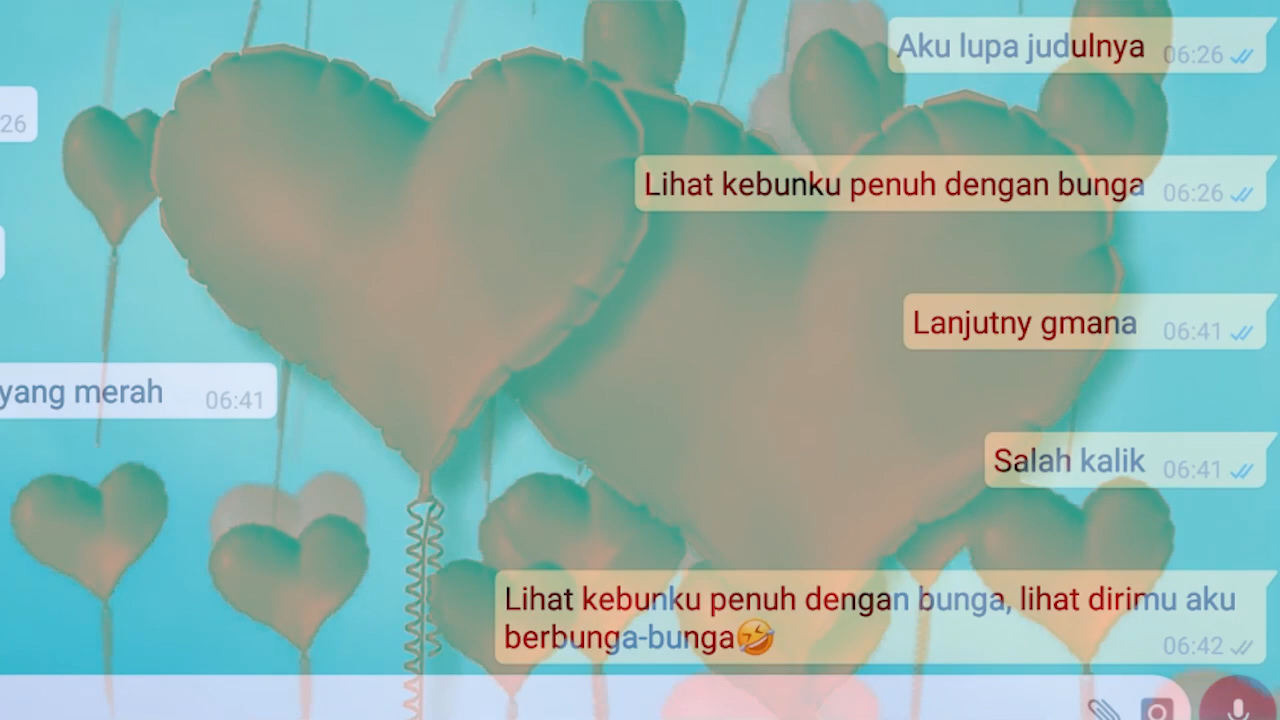 Aku lupa judulnya 06:26
26
Lihat kebunku penuh dengan bunga 06:26
Lanjutny gmana 06:41
yang merah 06:41
Salah kalik 06:41
Lihat kebunku penuh dengan bunga, lihat dirimu aku
berbunga-bunga🤣 06:42